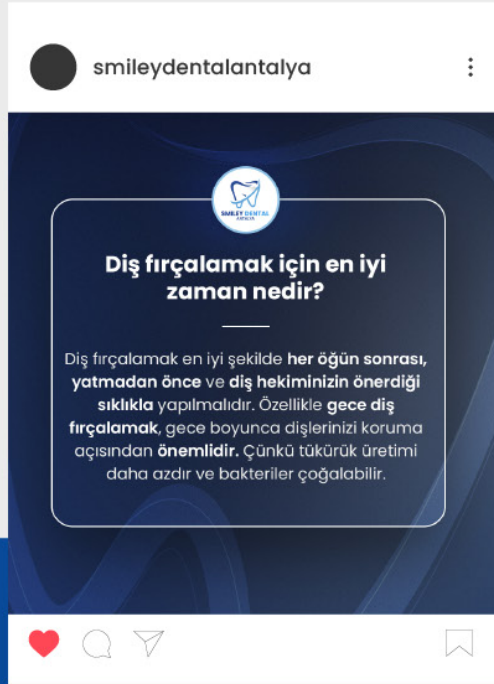 smileydentalantalya
SMILEY DENTAL
ANTALYA
Diş fırçalamak için en iyi
zaman nedir?
Diş fırçalamak en iyi şekilde her öğün sonrası,
yatmadan önce ve diş hekiminizin önerdiği
sıklıkla yapılmalıdır. Özellikle gece diş
fırçalamak, gece boyunca dişlerinizi koruma
açısından önemlidir. Çünkü tükürük üretimi
daha azdır ve bakteriler çoğalabilir.